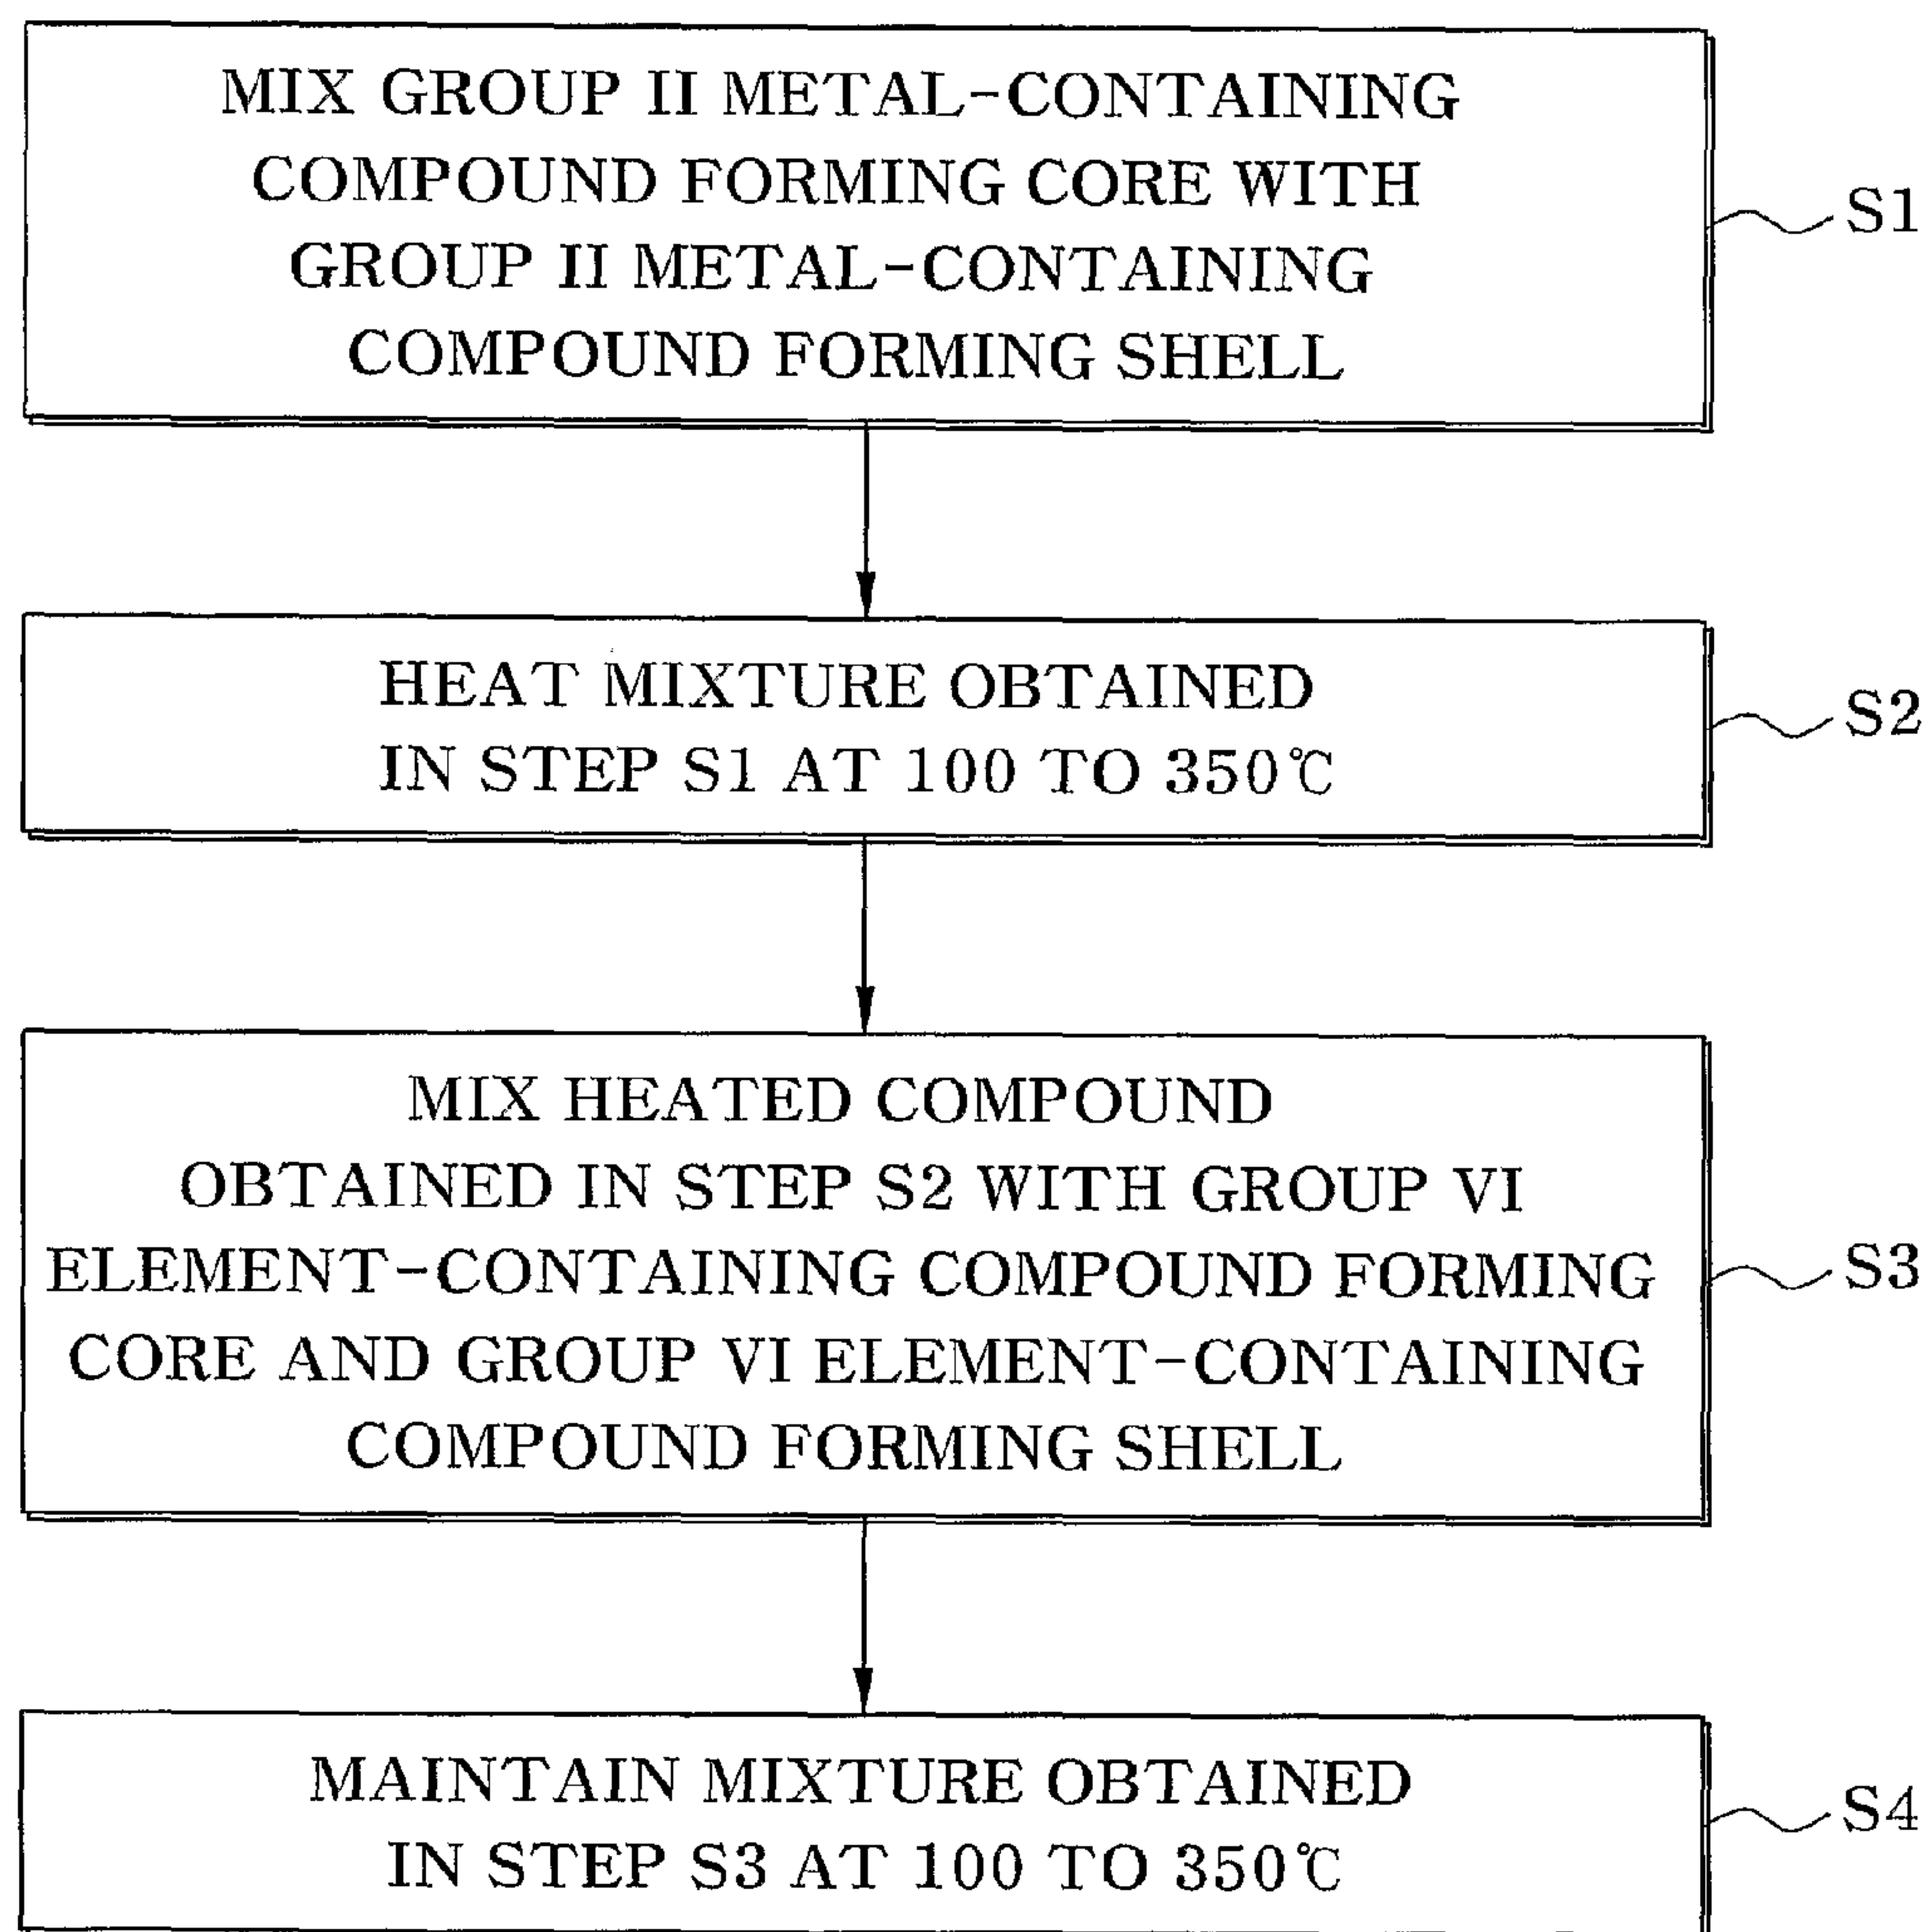 MIX GROUP II METAL-CONTAINING
COMPOUND FORMING CORE WITH
GROUP II METAL-CONTAINING
COMPOUND FORMING SHELL
S1
HEAT MIXTURE OBTAINED
IN STEP S1 AT 100 TO 350℃
S2
MIX HEATED COMPOUND
OBTAINED IN STEP S2 WITH GROUP VI
ELEMENT-CONTAINING COMPOUND FORMING
CORE AND GROUP VI ELEMENT-CONTAINING
COMPOUND FORMING SHELL
S3
MAINTAIN MIXTURE OBTAINED
IN STEP S3 AT 100 TO 350℃
S4